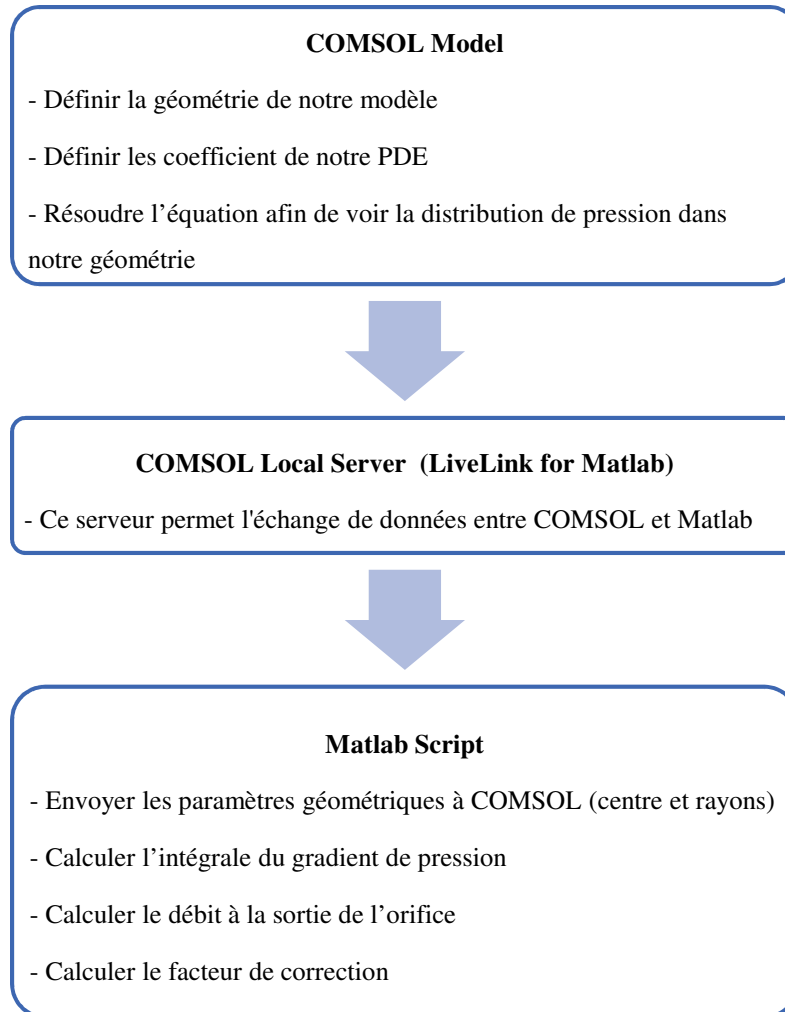 COMSOL Model
- Définir la géométrie de notre modèle
- Définir les coefficient de notre PDE
- Résoudre l’équation afin de voir la distribution de pression dans
notre géométrie
COMSOL Local Server (LiveLink for Matlab)
- Ce serveur permet l'échange de données entre COMSOL et Matlab
Matlab Script
- Envoyer les paramètres géométriques à COMSOL (centre et rayons)
- Calculer l’intégrale du gradient de pression
- Calculer le débit à la sortie de l’orifice
- Calculer le facteur de correction